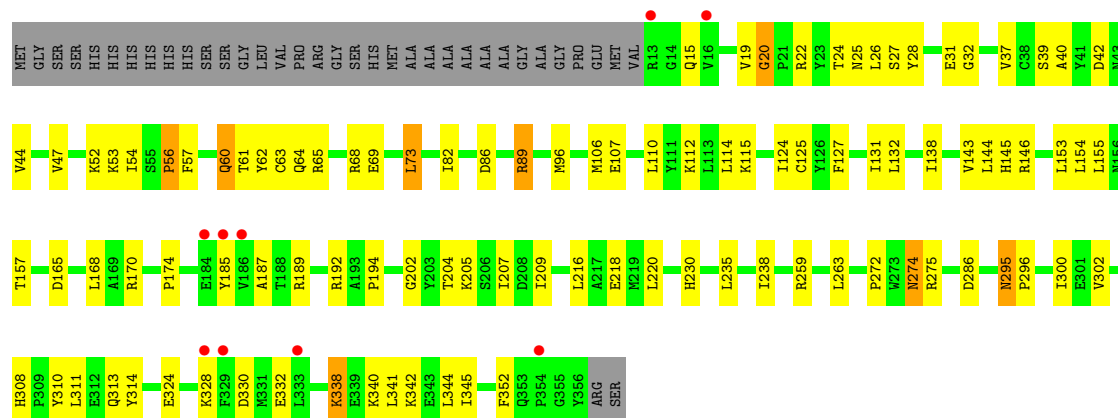 MET GLY SER SER HIS HIS HIS HIS HIS HIS SER SER GLY LEU VAL PRO ARG GLY SER HIS MET ALA ALA ALA ALA ALA ALA GLY ALA GLY PRO GLU MET VAL R13 G14 Q15 V16 V19 G20 P21 R22 Y23 T24 N25 L26 S27 Y28 E31 G32 V37 C38 S39 A40 Y41 D42 N43
V44 V47 K52 K53 I54 S55 P56 F57 Q60 T61 Y62 C63 Q64 R65 R68 E69 L73 I82 D86 R89 M96 M106 E107 L110 Y111 K112 L113 L114 K115 I124 C125 Y126 F127 I131 L132 I138 V143 L144 H145 R146 L153 L154 L155 N156
T157 D165 L168 A169 R170 P174 E184 Y185 V186 A187 T188 R189 R192 A193 P194 G202 Y203 T204 K205 S206 I207 D208 I209 L216 A217 E218 M219 L220 H230 L235 I238 R259 L263 P272 W273 N274 R275 D286 N295 P296 I300 E301 V302
H308 P309 Y310 L311 E312 Q313 Y314 E324 K328 F329 D330 M331 E332 L333 K338 E339 K340 L341 K342 E343 L344 I345 F352 Q353 P354 G355 Y356 ARG SER